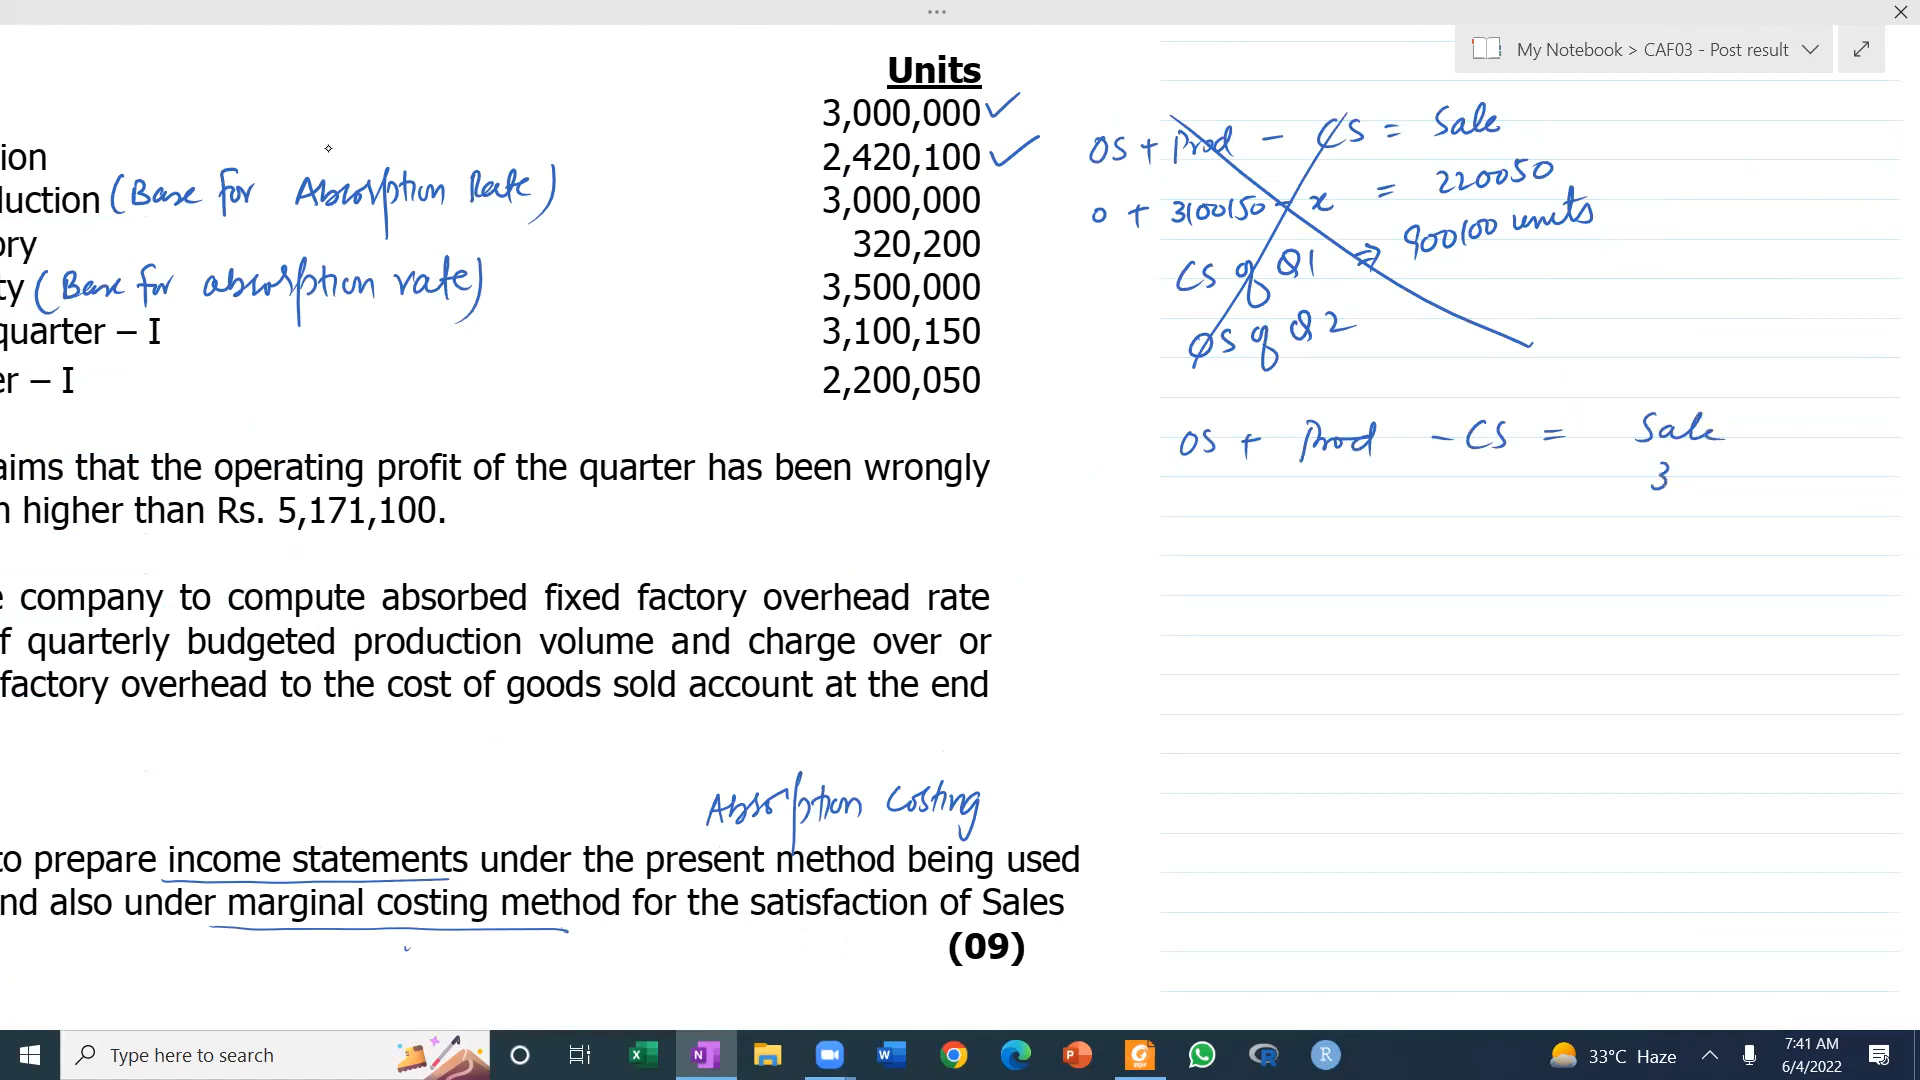 My Notebook > CAF03 - Post result
Units
3,000,000
ion 2,420,100
luction (Base for Absorption Rate) 3,000,000
ory 320,200
ty (Base for absorption rate) 3,500,000
quarter – I 3,100,150
er – I 2,200,050
OS + Prod - CS = Sale
0 + 3100150 - x = 220050
CS of Q1 ⇒ 900100 units
OS of Q2
OS + Prod - CS = Sale
3
aims that the operating profit of the quarter has been wrongly
n higher than Rs. 5,171,100.
e company to compute absorbed fixed factory overhead rate
f quarterly budgeted production volume and charge over or
factory overhead to the cost of goods sold account at the end
Absorption Costing
to prepare income statements under the present method being used
nd also under marginal costing method for the satisfaction of Sales
(09)
Type here to search
33°C Haze
7:41 AM
6/4/2022